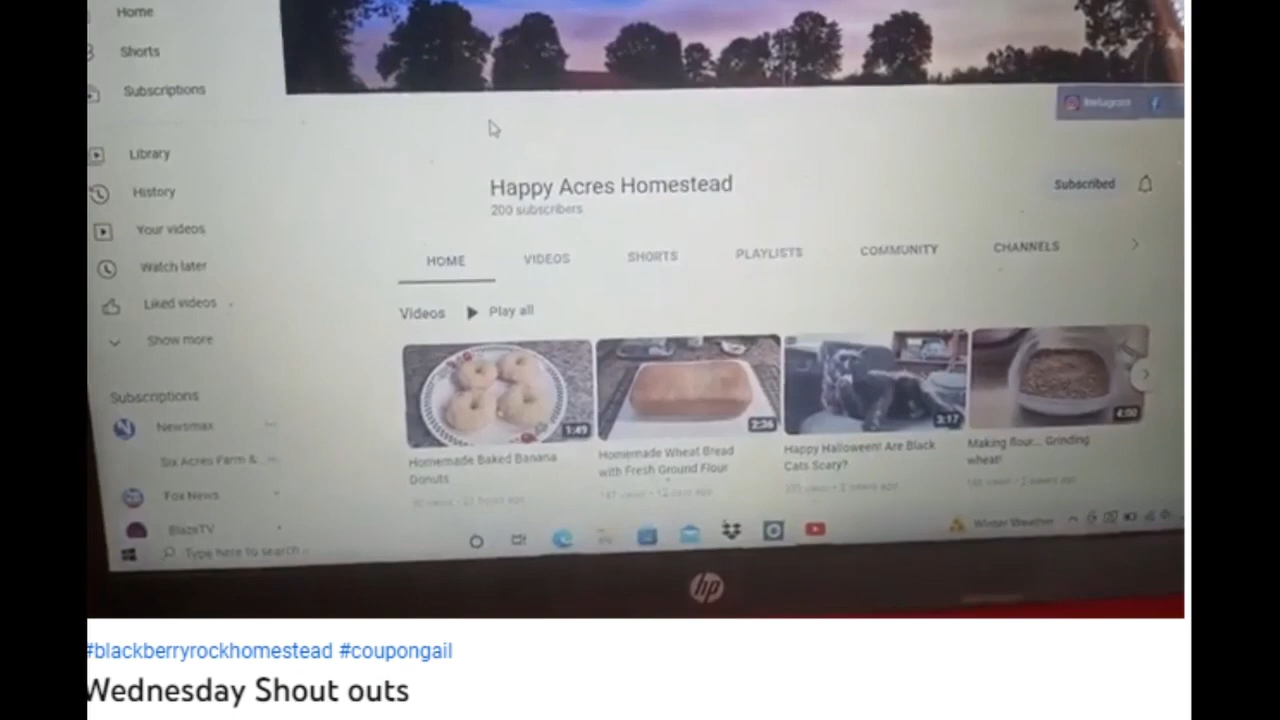 Home
Shorts
Subscriptions
Instagram
Library
Happy Acres Homestead
Subscribed
History
200 subscribers
Your videos
HOME VIDEOS SHORTS PLAYLISTS COMMUNITY CHANNELS
Watch later
Liked videos
Videos Play all
Show more
Subscriptions
Newsmax
1:49
2:36
3:17
4:00
Homemade Baked Banana
Donuts
Homemade Wheat Bread
with Fresh Ground Flour
Happy Halloween! Are Black
Cats Scary?
Making flour... Grinding
wheat!
Six Acres Farm &...
Fox News
BlazeTV
Type here to search
Winter Weather
hp
#blackberryrockhomestead #coupongail
Wednesday Shout outs